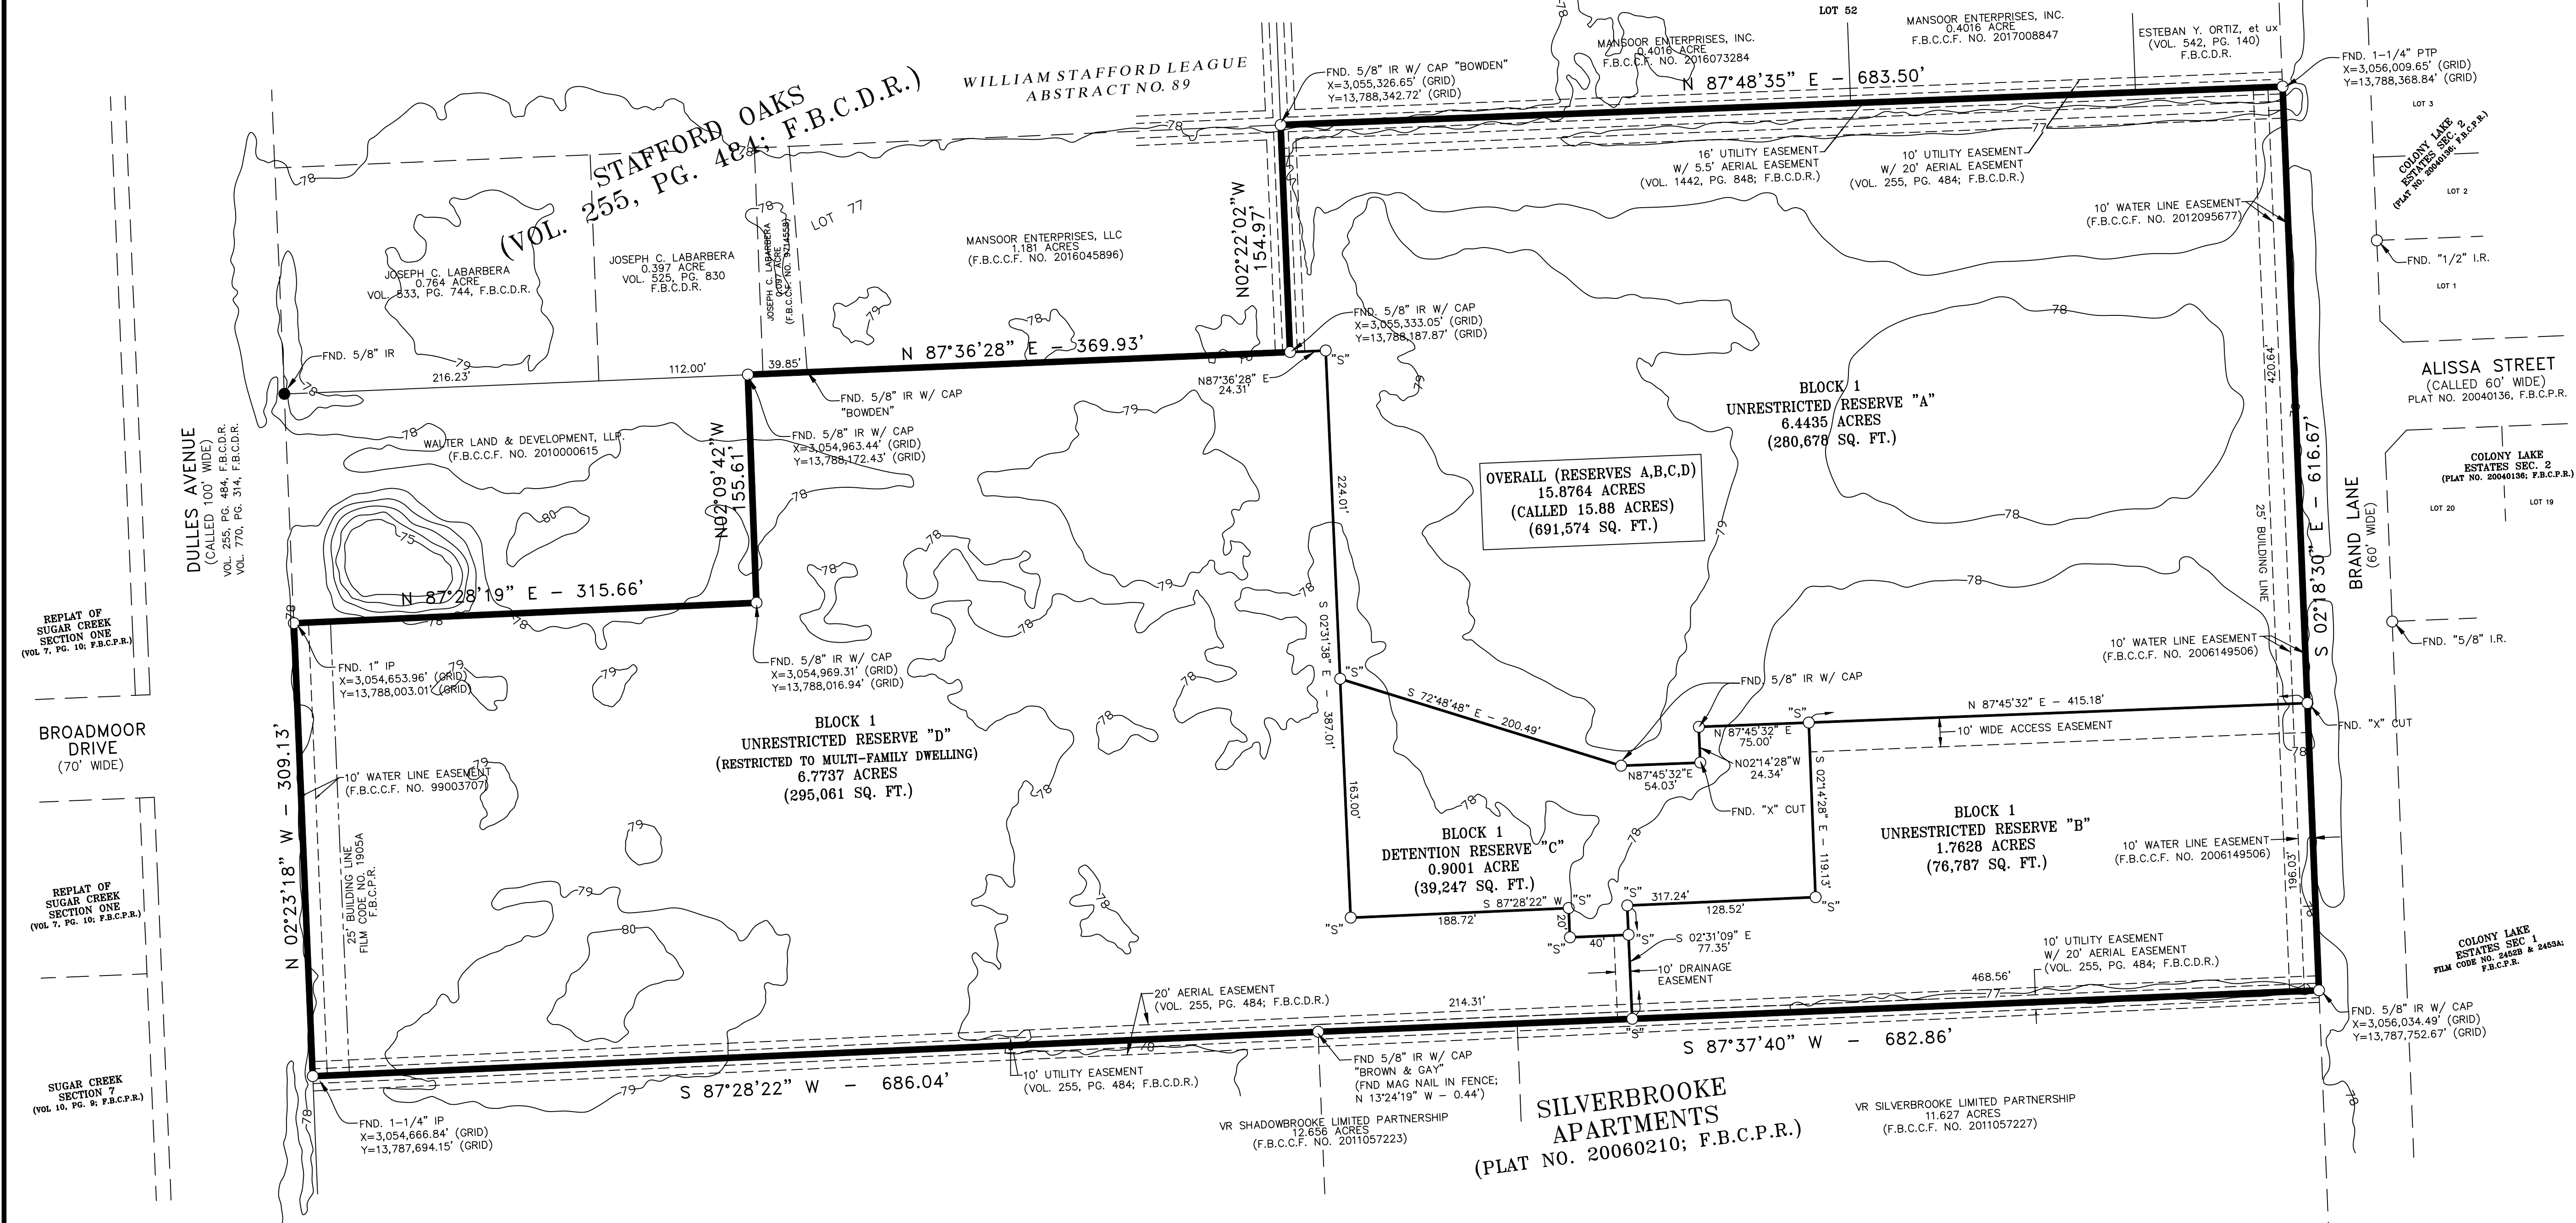 LOT 52
MANSOOR ENTERPRISES, INC.
0.4016 ACRE
F.B.C.C.F. NO. 2017008847
MANSOOR ENTERPRISES, INC.
0.4016 ACRE
F.B.C.C.F. NO. 2016073284
ESTEBAN Y. ORTIZ, et ux
(VOL. 542, PG. 140)
F.B.C.D.R.
FND. 1-1/4" PTP
X=3,056,009.65' (GRID)
Y=13,788,368.84' (GRID)
WILLIAM STAFFORD LEAGUE
ABSTRACT NO. 89
STAFFORD OAKS
(VOL. 255, PG. 484; F.B.C.D.R.)
FND. 5/8" IR W/ CAP "BOWDEN"
X=3,055,326.65' (GRID)
Y=13,788,342.72' (GRID)
N 87°48'35" E - 683.50'
LOT 3
COLONY LAKE
ESTATES SEC. 2
(PLAT NO. 20040136; F.B.C.P.R.)
LOT 2
FND. "1/2" I.R.
LOT 1
16' UTILITY EASEMENT
W/ 5.5' AERIAL EASEMENT
(VOL. 1442, PG. 848; F.B.C.D.R.)
10' UTILITY EASEMENT
W/ 20' AERIAL EASEMENT
(VOL. 255, PG. 484; F.B.C.D.R.)
10' WATER LINE EASEMENT
(F.B.C.C.F. NO. 2012095677)
JOSEPH C. LABARBERA
0.764 ACRE
VOL. 533, PG. 744, F.B.C.D.R.
JOSEPH C. LABARBERA
0.397 ACRE
VOL. 525, PG. 830
F.B.C.D.R.
JOSEPH C. LABARBERA
0.097 ACRE
(F.B.C.C.F. NO. 9714558)
LOT 77
MANSOOR ENTERPRISES, LLC
1.181 ACRES
(F.B.C.C.F. NO. 2016045896)
N02°22'02"W
154.97'
FND. 5/8" IR W/ CAP
X=3,055,333.05' (GRID)
Y=13,788,187.87' (GRID)
FND. 5/8" IR
216.23'
112.00'
39.85'
N 87°36'28" E - 369.93'
N87°36'28" E
24.31'
"S"
FND. 5/8" IR W/ CAP
"BOWDEN"
FND. 5/8" IR W/ CAP
X=3,054,963.44' (GRID)
Y=13,788,172.43' (GRID)
DULLES AVENUE
(CALLED 100' WIDE)
VOL. 255, PG. 484, F.B.C.D.R.
VOL. 770, PG. 314, F.B.C.D.R.
WALTER LAND & DEVELOPMENT, LLP.
(F.B.C.C.F. NO. 2010000615
N02°09'42"W
155.61'
BLOCK 1
UNRESTRICTED RESERVE "A"
6.4435 ACRES
(280,678 SQ. FT.)
OVERALL (RESERVES A,B,C,D)
15.8764 ACRES
(CALLED 15.88 ACRES)
(691,574 SQ. FT.)
420.64'
25' BUILDING LINE
S 02°18'30" E - 616.67'
BRAND LANE
(60' WIDE)
ALISSA STREET
(CALLED 60' WIDE)
PLAT NO. 20040136, F.B.C.P.R.
COLONY LAKE
ESTATES SEC. 2
(PLAT NO. 20040136; F.B.C.P.R.)
LOT 20
LOT 19
FND. "5/8" I.R.
224.01'
S 02°31'38" E - 387.01'
163.00'
N 87°28'19" E - 315.66'
REPLAT OF
SUGAR CREEK
SECTION ONE
(VOL 7, PG. 10; F.B.C.P.R.)
FND. 1" IP
X=3,054,653.96' (GRID)
Y=13,788,003.01' (GRID)
FND. 5/8" IR W/ CAP
X=3,054,969.31' (GRID)
Y=13,788,016.94' (GRID)
10' WATER LINE EASEMENT
(F.B.C.C.F. NO. 2006149506)
"S"
S 72°48'48" E - 200.49'
FND. 5/8" IR W/ CAP
"S"
N 87°45'32" E - 415.18'
10' WIDE ACCESS EASEMENT
FND. "X" CUT
N 87°45'32" E
75.00'
N02°14'28"W
24.34'
N87°45'32"E
54.03'
FND. "X" CUT
S 02°14'28" E - 119.13'
BROADMOOR
DRIVE
(70' WIDE)
BLOCK 1
UNRESTRICTED RESERVE "D"
(RESTRICTED TO MULTI-FAMILY DWELLING)
6.7737 ACRES
(295,061 SQ. FT.)
10' WATER LINE EASEMENT
(F.B.C.C.F. NO. 99003707)
N 02°23'18" W - 309.13'
25' BUILDING LINE
FILM CODE NO. 1905A
F.B.C.P.R.
BLOCK 1
DETENTION RESERVE "C"
0.9001 ACRE
(39,247 SQ. FT.)
BLOCK 1
UNRESTRICTED RESERVE "B"
1.7628 ACRES
(76,787 SQ. FT.)
10' WATER LINE EASEMENT
(F.B.C.C.F. NO. 2006149506)
196.03'
REPLAT OF
SUGAR CREEK
SECTION ONE
(VOL 7, PG. 10; F.B.C.P.R.)
"S"
S 87°28'22" W
188.72'
"S"
20'
"S"
40'
"S"
"S"
317.24'
128.52'
"S"
S 02°31'09" E
77.35'
10' DRAINAGE
EASEMENT
10' UTILITY EASEMENT
W/ 20' AERIAL EASEMENT
(VOL. 255, PG. 484; F.B.C.D.R.)
COLONY LAKE
ESTATES SEC 1
FILM CODE NO. 2452B & 2453A;
F.B.C.P.R.
20' AERIAL EASEMENT
(VOL. 255, PG. 484; F.B.C.D.R.)
214.31'
468.56'
"S"
FND. 5/8" IR W/ CAP
X=3,056,034.49' (GRID)
Y=13,787,752.67' (GRID)
S 87°37'40" W - 682.86'
SUGAR CREEK
SECTION 7
(VOL 10, PG. 9; F.B.C.P.R.)
S 87°28'22" W - 686.04'
10' UTILITY EASEMENT
(VOL. 255, PG. 484; F.B.C.D.R.)
FND 5/8" IR W/ CAP
"BROWN & GAY"
(FND MAG NAIL IN FENCE;
N 13°24'19" W - 0.44')
FND. 1-1/4" IP
X=3,054,666.84' (GRID)
Y=13,787,694.15' (GRID)
VR SHADOWBROOKE LIMITED PARTNERSHIP
12.656 ACRES
(F.B.C.C.F. NO. 2011057223)
SILVERBROOKE
APARTMENTS
(PLAT NO. 20060210; F.B.C.P.R.)
VR SILVERBROOKE LIMITED PARTNERSHIP
11.627 ACRES
(F.B.C.C.F. NO. 2011057227)